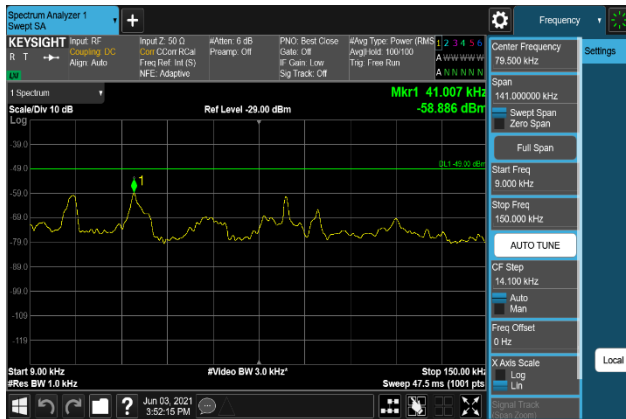 Spectrum Analyzer 1
Swept SA
+
Frequency
KEYSIGHT
R T
Input: RF
Coupling: DC
Align: Auto
Input Z: 50 Ω
Corr CCorr RCal
Freq Ref: Int (S)
NFE: Adaptive
#Atten: 6 dB
Preamp: Off
PNO: Best Close
Gate: Off
IF Gain: Low
Sig Track: Off
#Avg Type: Power (RMS
Avg|Hold: 100/100
Trig: Free Run
1 2 3 4 5 6
A W W W W W
A N N N N N
1 Spectrum
Scale/Div 10 dB
Ref Level -29.00 dBm
Mkr1 41.007 kHz
-58.886 dBm
Log
-39.0
-49.0
-59.0
-69.0
-79.0
-89.0
-99.0
-109
-119
1
DL1 -49.00 dBm
Start 9.00 kHz
#Res BW 1.0 kHz
#Video BW 3.0 kHz*
Stop 150.00 kHz
Sweep 47.5 ms (1001 pts
Center Frequency
79.500 kHz
Settings
Span
141.000000 kHz
Swept Span
Zero Span
Full Span
Start Freq
9.000 kHz
Stop Freq
150.000 kHz
AUTO TUNE
CF Step
14.100 kHz
Auto
Man
Freq Offset
0 Hz
X Axis Scale
Log
Lin
Local
Signal Track
(Span Zoom)
?
Jun 03, 2021
3:52:15 PM